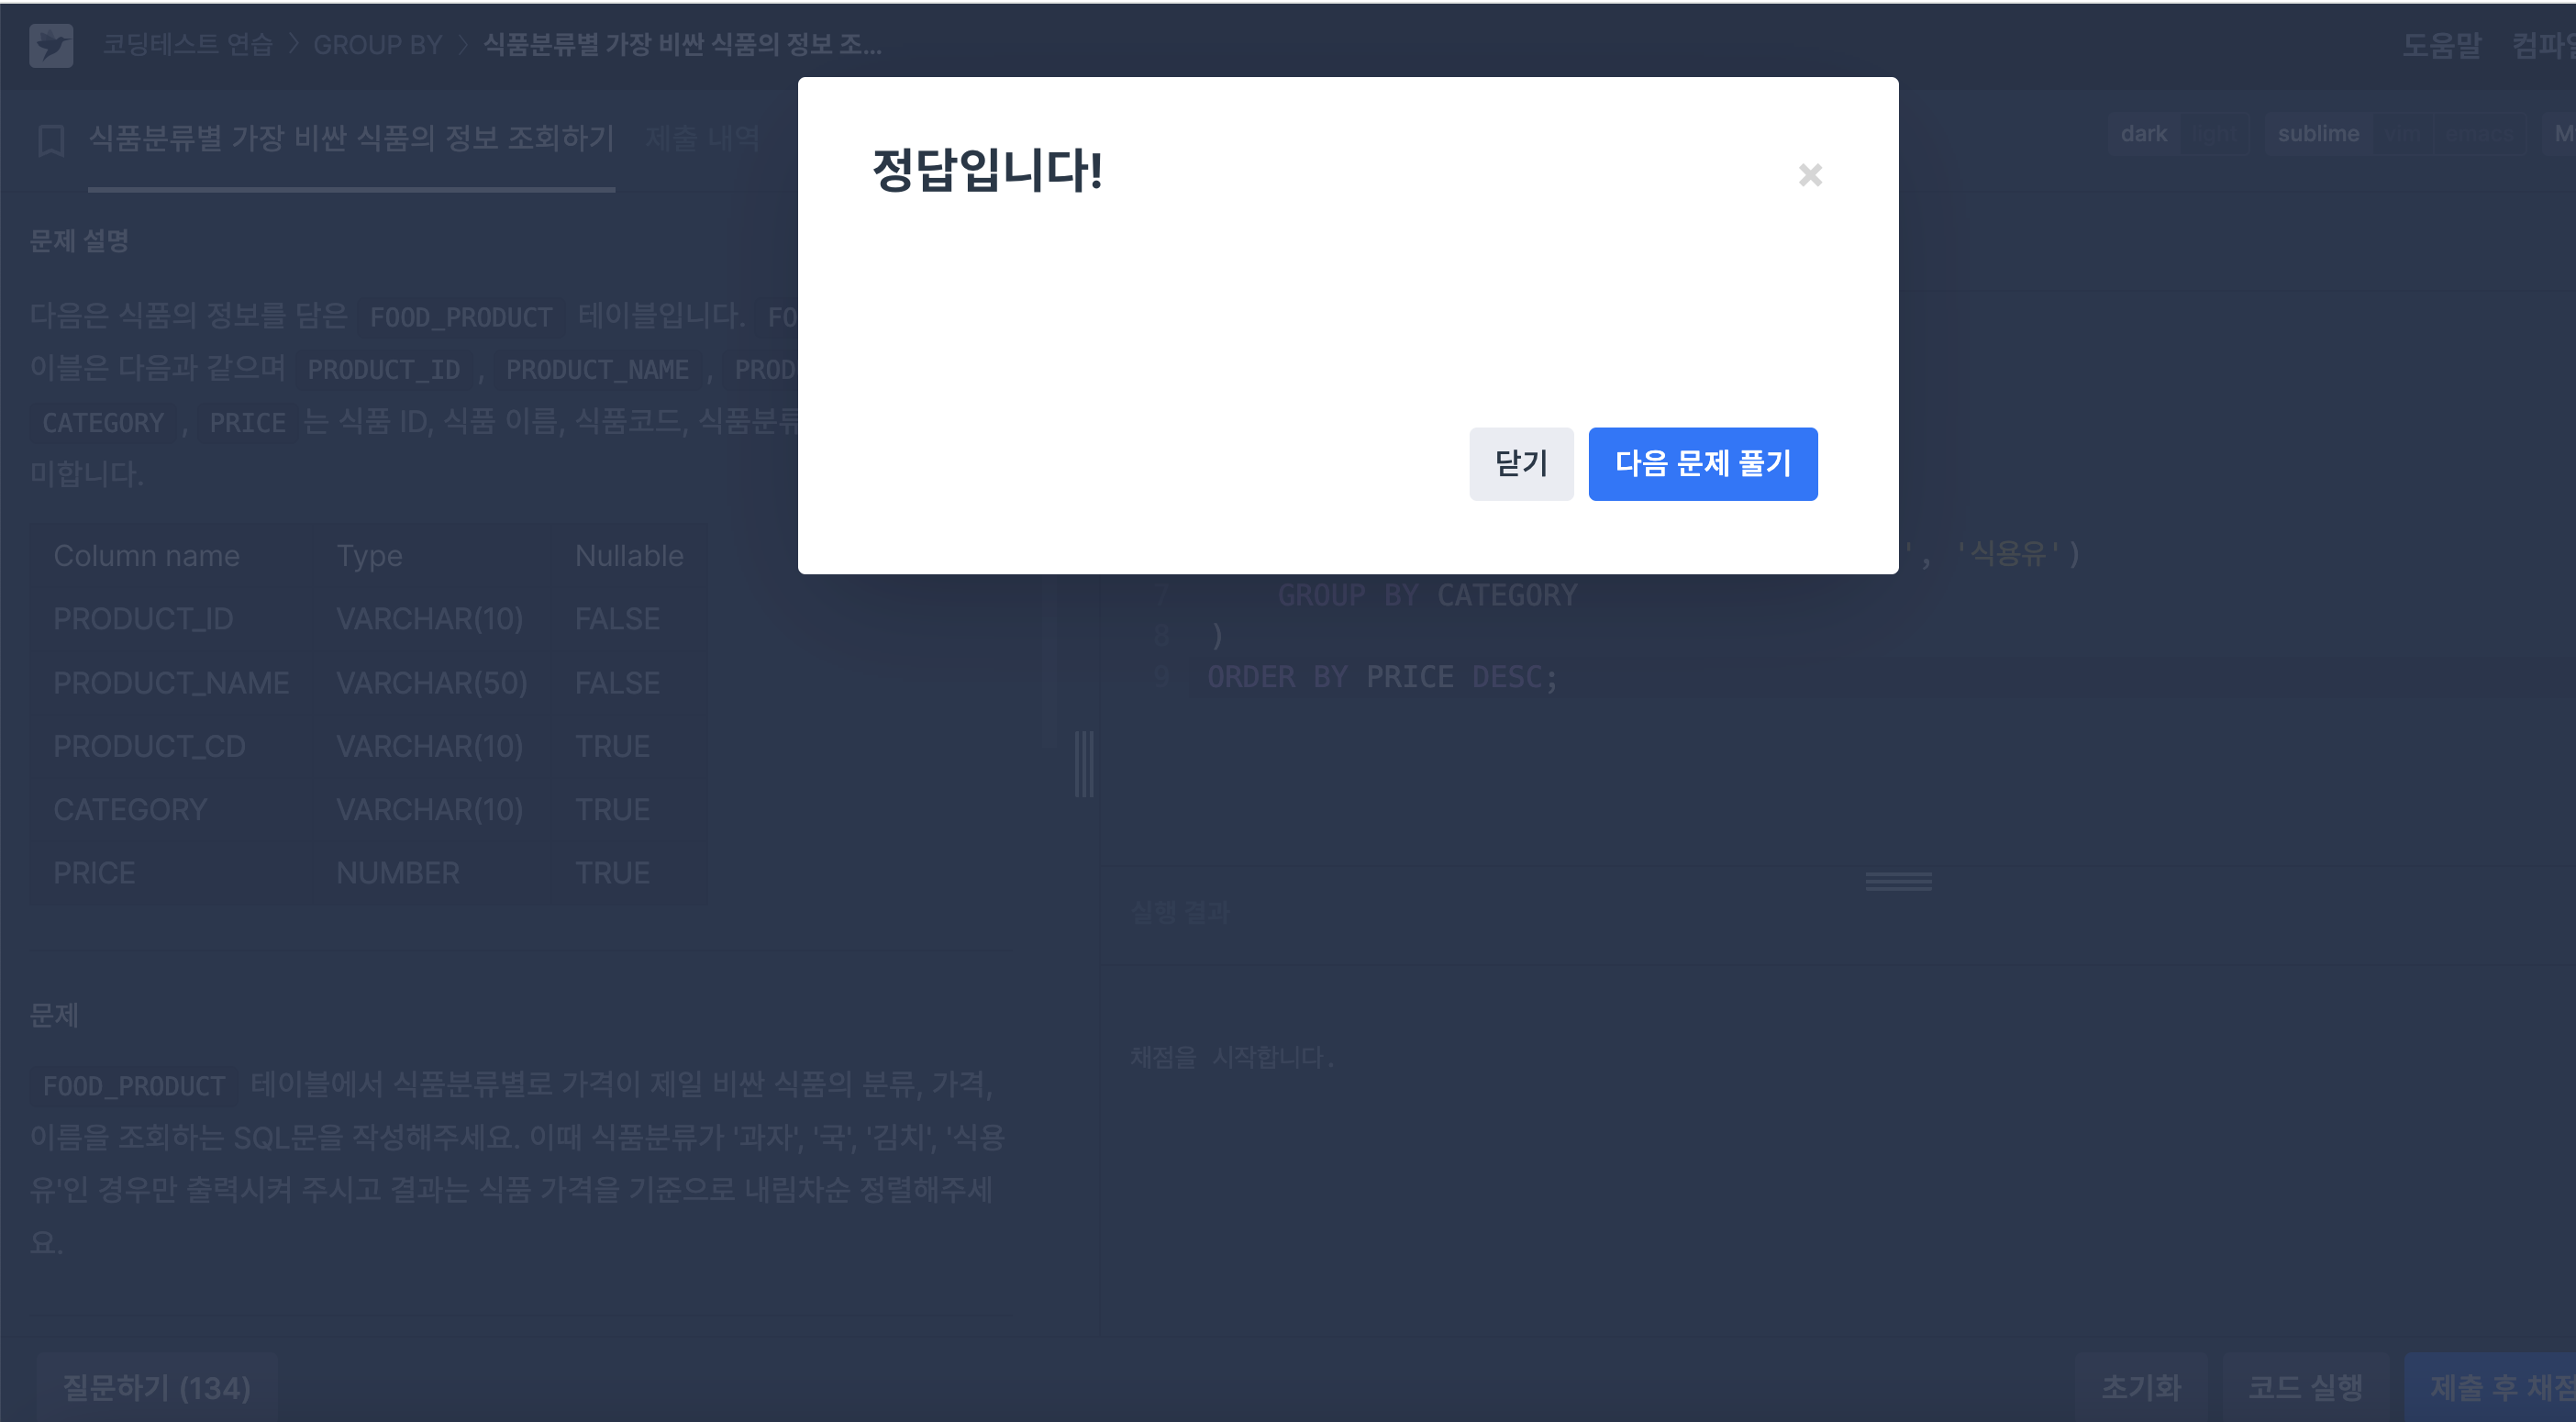 코딩테스트 연습 > GROUP BY > 식품분류별 가장 비싼 식품의 정보 조...
도움말
식품분류별 가장 비싼 식품의 정보 조회하기 제출 내역
dark light sublime vim emacs
정답입니다!
×
닫기 다음 문제 풀기
문제 설명
다음은 식품의 정보를 담은 FOOD_PRODUCT 테이블입니다. FO
이블은 다음과 같으며 PRODUCT_ID , PRODUCT_NAME , PROD
CATEGORY , PRICE 는 식품 ID, 식품 이름, 식품코드, 식품분류
미합니다.
Column name Type Nullable
PRODUCT_ID VARCHAR(10) FALSE
PRODUCT_NAME VARCHAR(50) FALSE
PRODUCT_CD VARCHAR(10) TRUE
CATEGORY VARCHAR(10) TRUE
PRICE NUMBER TRUE
문제
FOOD_PRODUCT 테이블에서 식품분류별로 가격이 제일 비싼 식품의 분류, 가격,
이름을 조회하는 SQL문을 작성해주세요. 이때 식품분류가 '과자', '국', '김치', '식용
유'인 경우만 출력시켜 주시고 결과는 식품 가격을 기준으로 내림차순 정렬해주세
요.
', '식용유')
7 GROUP BY CATEGORY
8 )
9 ORDER BY PRICE DESC;
실행 결과
채점을 시작합니다.
질문하기 (134)
초기화 코드 실행 제출 후 채점